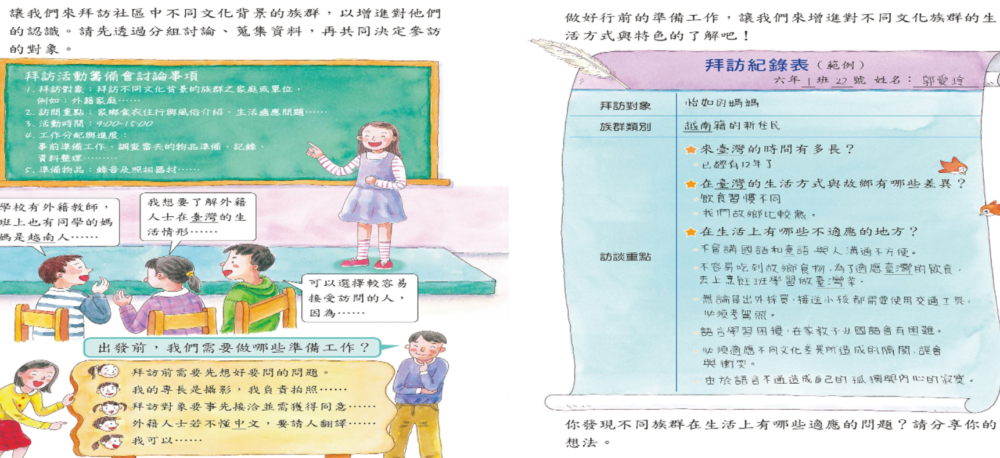 讓我們來拜訪社區中不同文化背景的族群，以增進對他們
的認識。請先透過分組討論、蒐集資料，再共同決定參訪
的對象。
拜訪活動籌備會討論事項
1. 拜訪對象：拜訪不同文化背景的族群之家庭或單位，
例如：外籍家庭……
2. 訪問重點：家鄉食衣住行與風俗介紹、生活適應問題……
3. 活動時間：9:00~15:00
4. 工作分配與進度：
事前準備工作、調查當天的物品準備、記錄、
資料整理………
5. 準備物品：錄音及照相器材……
學校有外籍教師，
班上也有同學的媽
媽是越南人……
我想要了解外籍
人士在臺灣的生
活情形……
可以選擇較容易
接受訪問的人，
因為……
出發前，我們需要做哪些準備工作？
拜訪前需要先想好要問的問題。
我的專長是攝影，我負責拍照……
拜訪對象要事先接洽並需獲得同意……
外籍人士若不懂中文，要請人翻譯……
我可以……
做好行前的準備工作，讓我們來增進對不同文化族群的生
活方式與特色的了解吧！
拜訪紀錄表（範例）
六年 1 班 22 號 姓名：郭愛玲
拜訪對象 怡如的媽媽
族群類別 越南籍的新住民
訪談重點
來臺灣的時間有多長？
已經有12年了
在臺灣的生活方式與故鄉有哪些差異？
飲食習慣不同
我們故鄉比較熱。
在生活上有哪些不適應的地方？
不會講國語和臺語與人溝通不方便。
不容易吃到故鄉食物，為了適應臺灣的飲食，
去上烹飪班學習做臺灣菜。
無論是出外採買，接送小孩都需要使用交通工具，
必須考駕照。
語言學習困擾，在家教子女國語會有困難。
必須適應不同文化差異所造成的隔閡、誤會
與衝突。
由於語言不通造成自己的孤獨與內心的寂寞。
你發現不同族群在生活上有哪些適應的問題？請分享你的
想法。